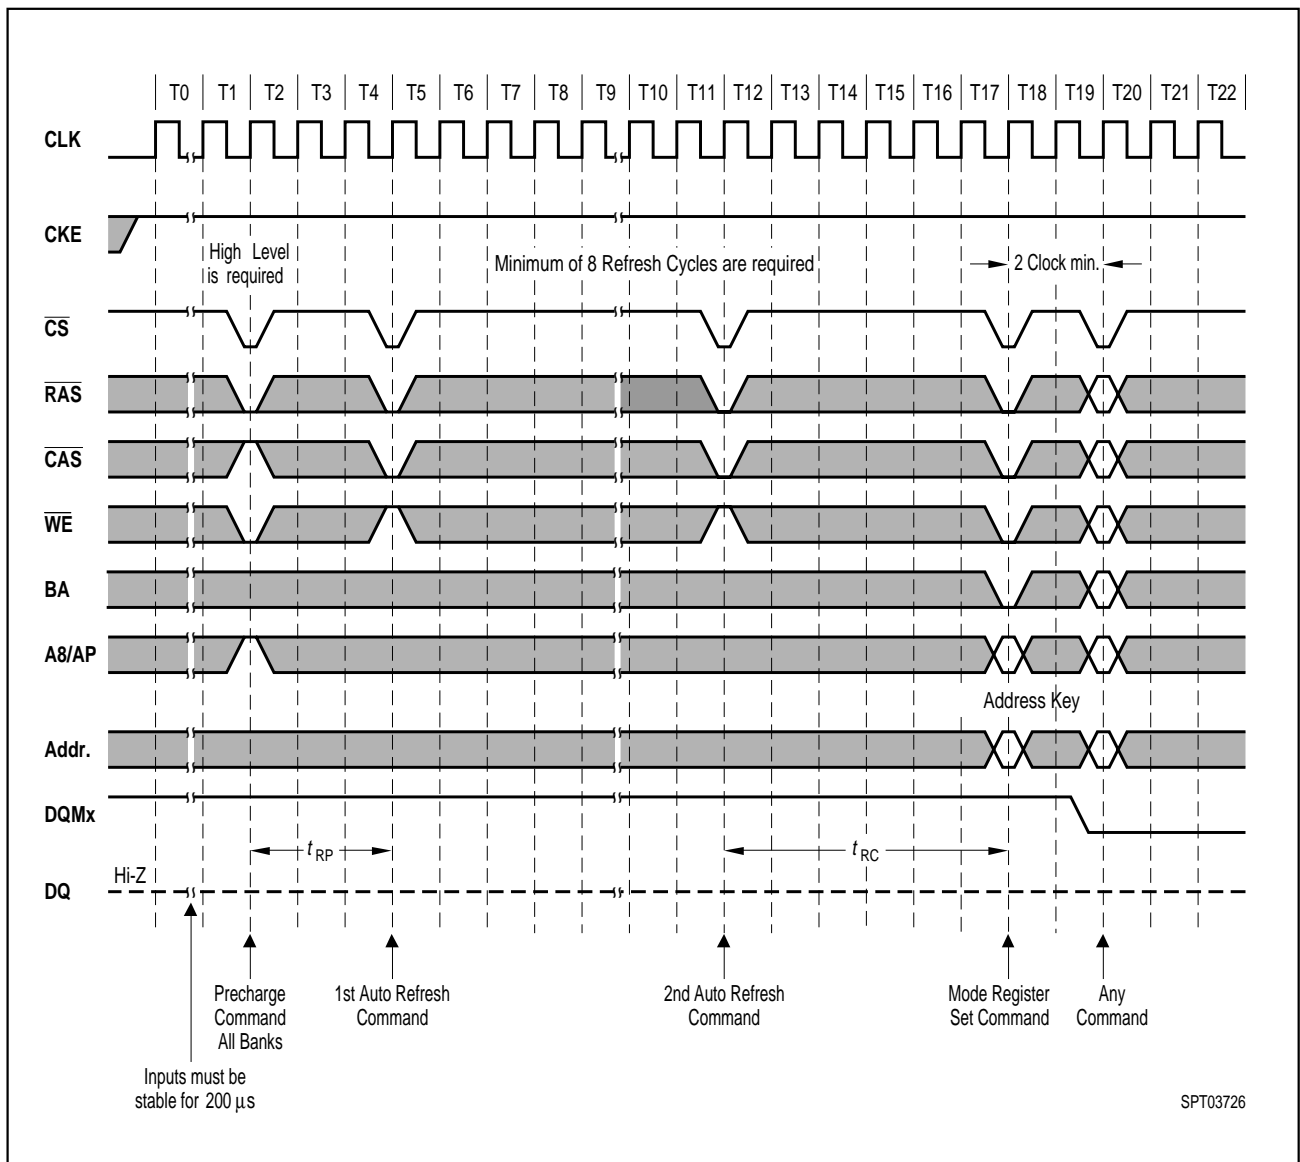 T0 T1 T2 T3 T4 T5 T6 T7 T8 T9 T10 T11 T12 T13 T14 T15 T16 T17 T18 T19 T20 T21 T22
CLK
CKE
High Level
is required
Minimum of 8 Refresh Cycles are required
2 Clock min.
CS
RAS
CAS
WE
BA
A8/AP
Address Key
Addr.
DQMx
t RP
t RC
Hi-Z
DQ
Precharge
Command
All Banks
1st Auto Refresh
Command
2nd Auto Refresh
Command
Mode Register
Set Command
Any
Command
Inputs must be
stable for 200 µs
SPT03726